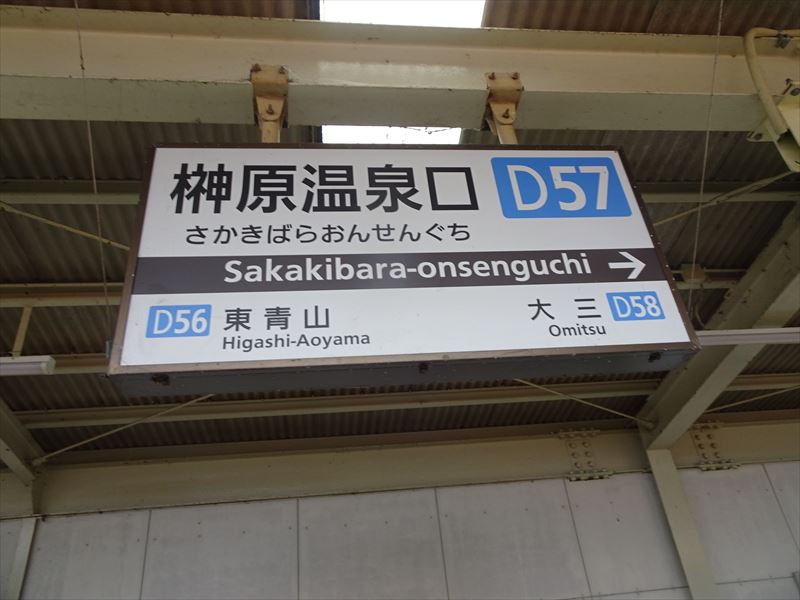 榊原温泉口 D57
さかきばらおんせんぐち
Sakakibara-onsenguchi →
D56 東青山 大三 D58
Higashi-Aoyama Omitsu